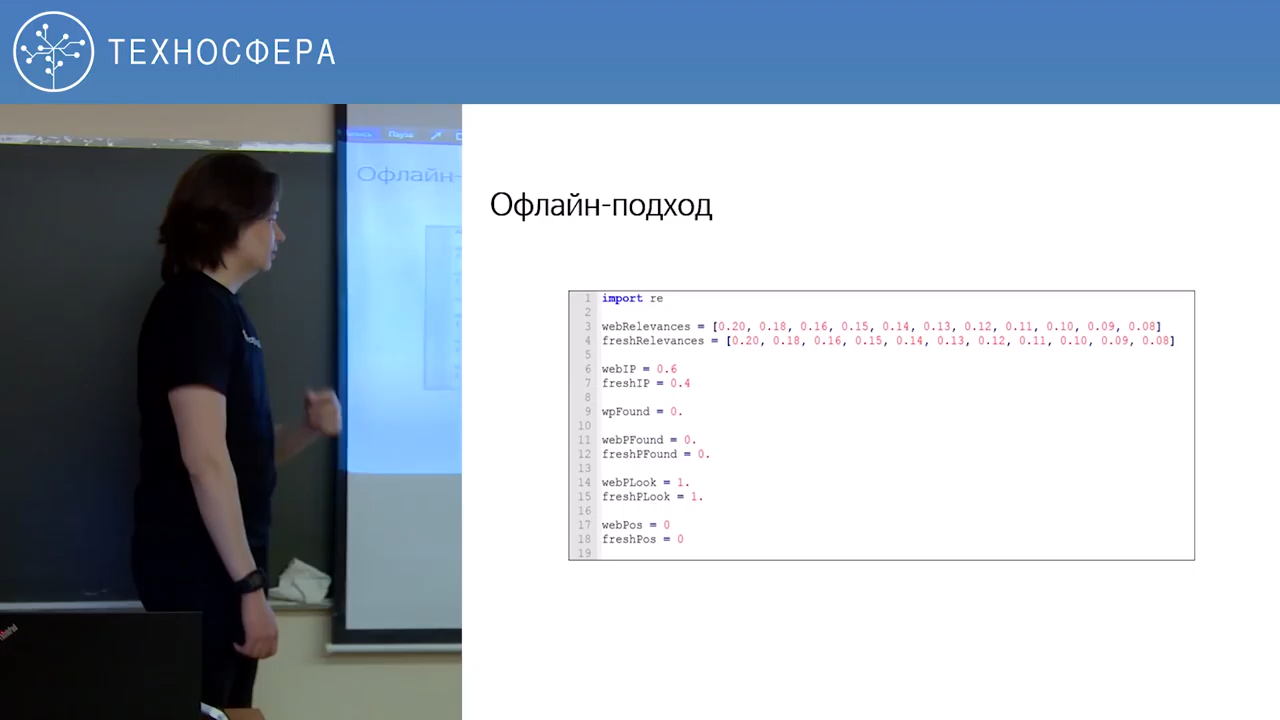 ТЕХНОСФЕРА
Пауза
Офлайн-
Офлайн-подход
1 import re
2
3 webRelevances = [0.20, 0.18, 0.16, 0.15, 0.14, 0.13, 0.12, 0.11, 0.10, 0.09, 0.08]
4 freshRelevances = [0.20, 0.18, 0.16, 0.15, 0.14, 0.13, 0.12, 0.11, 0.10, 0.09, 0.08]
5
6 webIP = 0.6
7 freshIP = 0.4
8
9 wpFound = 0.
10
11 webPFound = 0.
12 freshPFound = 0.
13
14 webPLook = 1.
15 freshPLook = 1.
16
17 webPos = 0
18 freshPos = 0
19